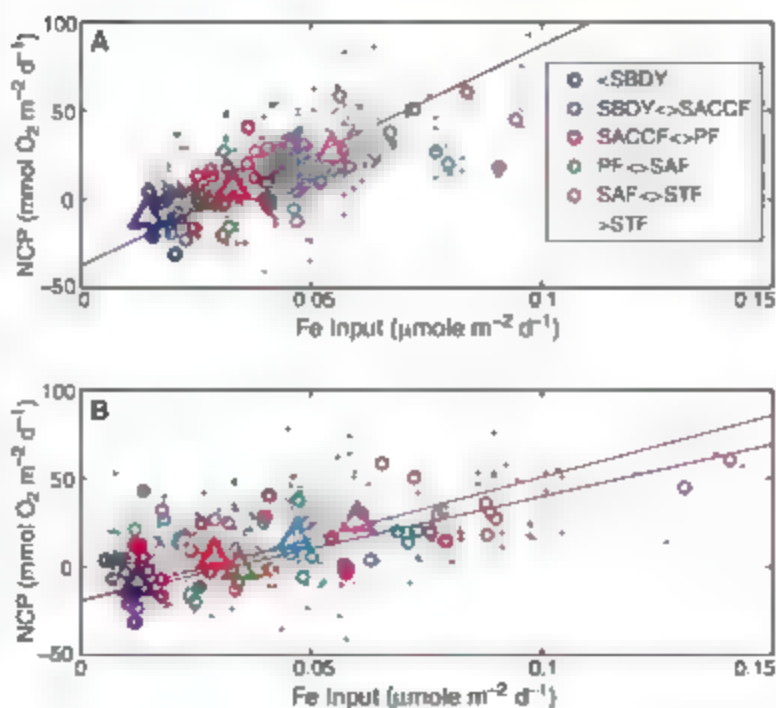 A
100
50
0
−50
NCP (mmol O₂ m⁻² d⁻¹)
<SBDY
SBDY<>SACCF
SACCF<>PF
PF<>SAF
SAF<>STF
>STF
0 0.05 0.1 0.15
Fe Input (μmole m⁻² d⁻¹)
B
100
50
0
−50
NCP (mmol O₂ m⁻² d⁻¹)
0 0.05 0.1 0.15
Fe Input (μmole m⁻² d⁻¹)